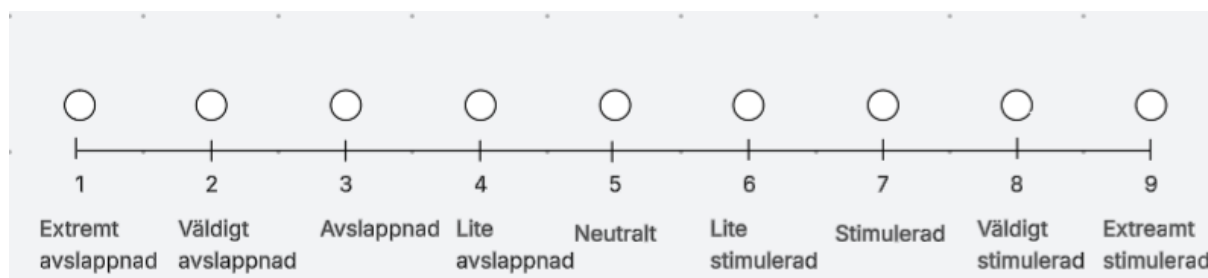 1 2 3 4 5 6 7 8 9
Extremt Väldigt Avslappnad Lite Neutralt Lite Stimulerad Väldigt Extreamt
avslappnad avslappnad avslappnad stimulerad stimulerad stimulerad